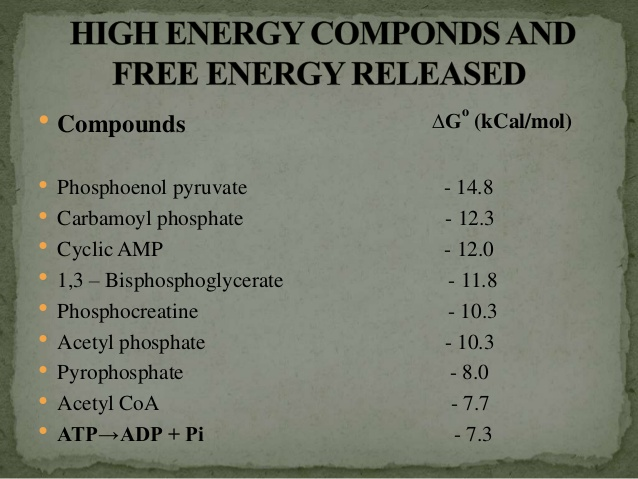 HIGH ENERGY COMPONDS AND
FREE ENERGY RELEASED
• Compounds ∆G° (kCal/mol)
• Phosphoenol pyruvate - 14.8
• Carbamoyl phosphate - 12.3
• Cyclic AMP - 12.0
• 1,3 – Bisphosphoglycerate - 11.8
• Phosphocreatine - 10.3
• Acetyl phosphate - 10.3
• Pyrophosphate - 8.0
• Acetyl CoA - 7.7
• ATP→ADP + Pi - 7.3